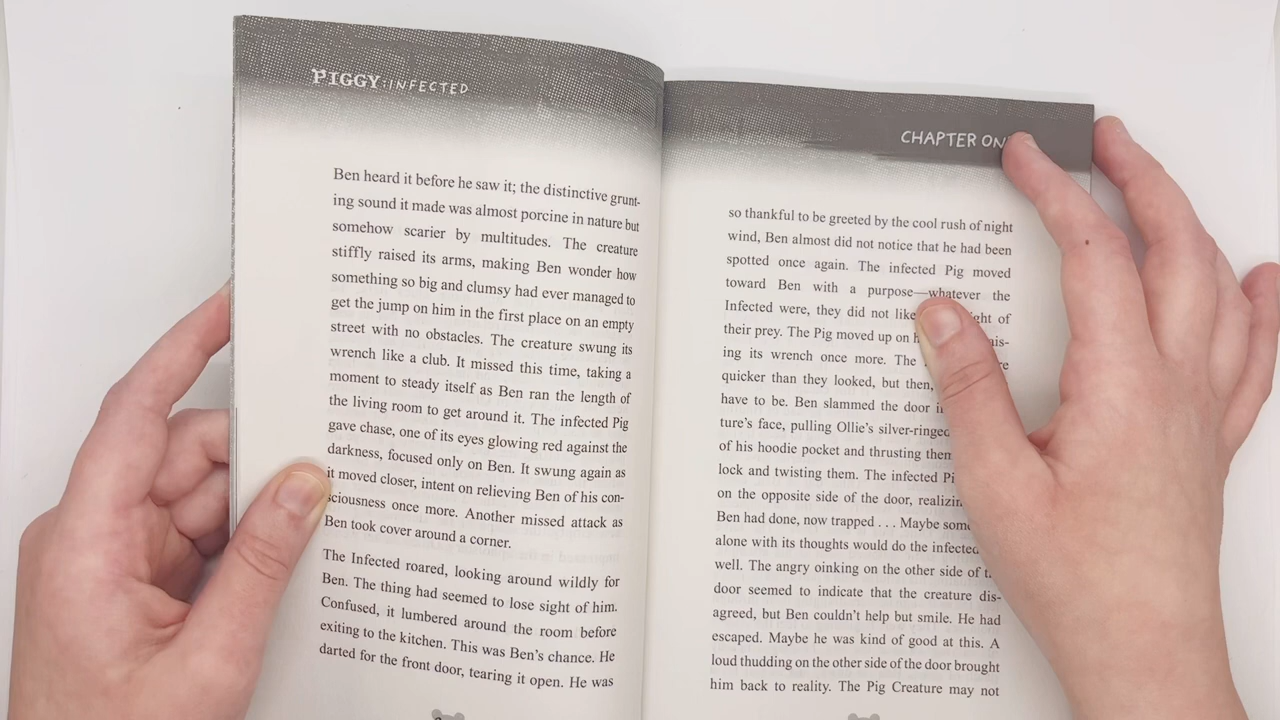 PIGGY: INFECTED
Ben heard it before he saw it; the distinctive grunt-
ing sound it made was almost porcine in nature but
somehow scarier by multitudes. The creature
stiffly raised its arms, making Ben wonder how
something so big and clumsy had ever managed to
get the jump on him in the first place on an empty
street with no obstacles. The creature swung its
wrench like a club. It missed this time, taking a
moment to steady itself as Ben ran the length of
the living room to get around it. The infected Pig
gave chase, one of its eyes glowing red against the
darkness, focused only on Ben. It swung again as
it moved closer, intent on relieving Ben of his con-
sciousness once more. Another missed attack as
Ben took cover around a corner.
The Infected roared, looking around wildly for
Ben. The thing had seemed to lose sight of him.
Confused, it lumbered around the room before
exiting to the kitchen. This was Ben's chance. He
darted for the front door, tearing it open. He was
CHAPTER ON
so thankful to be greeted by the cool rush of night
wind, Ben almost did not notice that he had been
spotted once again. The infected Pig moved
toward Ben with a purpose—whatever the
Infected were, they did not like of
their prey. The Pig moved up on
ing its wrench once more. The
quicker than they looked, but then,
have to be. Ben slammed the door
ture's face, pulling Ollie's silver-ringed
of his hoodie pocket and thrusting
lock and twisting them. The infected
on the opposite side of the door,
Ben had done, now trapped . . . Maybe
alone with its thoughts would do the infected
well. The angry oinking on the other side of
door seemed to indicate that the creature dis-
agreed, but Ben couldn't help but smile. He had
escaped. Maybe he was kind of good at this. A
loud thudding on the other side of the door brought
him back to reality. The Pig Creature may not